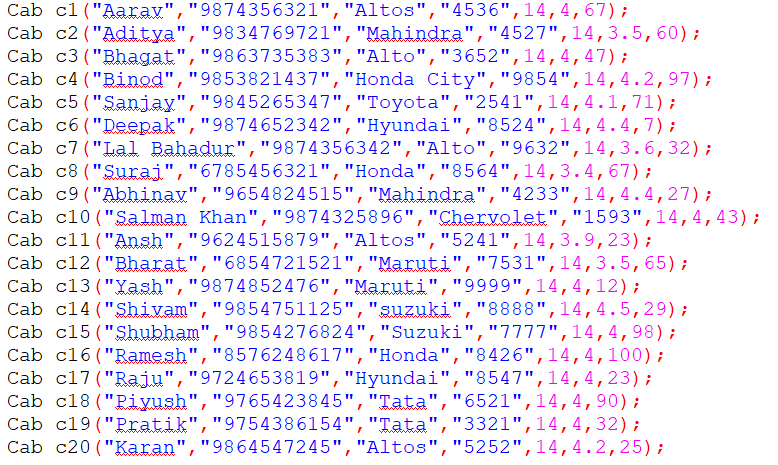 Cab c1("Aarav","9874356321","Altos","4536",14,4,67);
Cab c2("Aditya","9834769721","Mahindra","4527",14,3.5,60);
Cab c3("Bhagat","9863735383","Alto","3652",14,4,47);
Cab c4("Binod","9853821437","Honda City","9854",14,4.2,97);
Cab c5("Sanjay","9845265347","Toyota","2541",14,4.1,71);
Cab c6("Deepak","9874652342","Hyundai","8524",14,4.4,7);
Cab c7("Lal Bahadur","9874356342","Alto","9632",14,3.6,32);
Cab c8("Suraj","6785456321","Honda","8564",14,3.4,67);
Cab c9("Abhinav","9654824515","Mahindra","4233",14,4.4,27);
Cab c10("Salman Khan","9874325896","Chervolet","1593",14,4,43);
Cab c11("Ansh","9624515879","Altos","5241",14,3.9,23);
Cab c12("Bharat","6854721521","Maruti","7531",14,3.5,65);
Cab c13("Yash","9874852476","Maruti","9999",14,4,12);
Cab c14("Shivam","9854751125","suzuki","8888",14,4.5,29);
Cab c15("Shubham","9854276824","Suzuki","7777",14,4,98);
Cab c16("Ramesh","8576248617","Honda","8426",14,4,100);
Cab c17("Raju","9724653819","Hyundai","8547",14,4,23);
Cab c18("Piyush","9765423845","Tata","6521",14,4,90);
Cab c19("Pratik","9754386154","Tata","3321",14,4,32);
Cab c20("Karan","9864547245","Altos","5252",14,4.2,25);